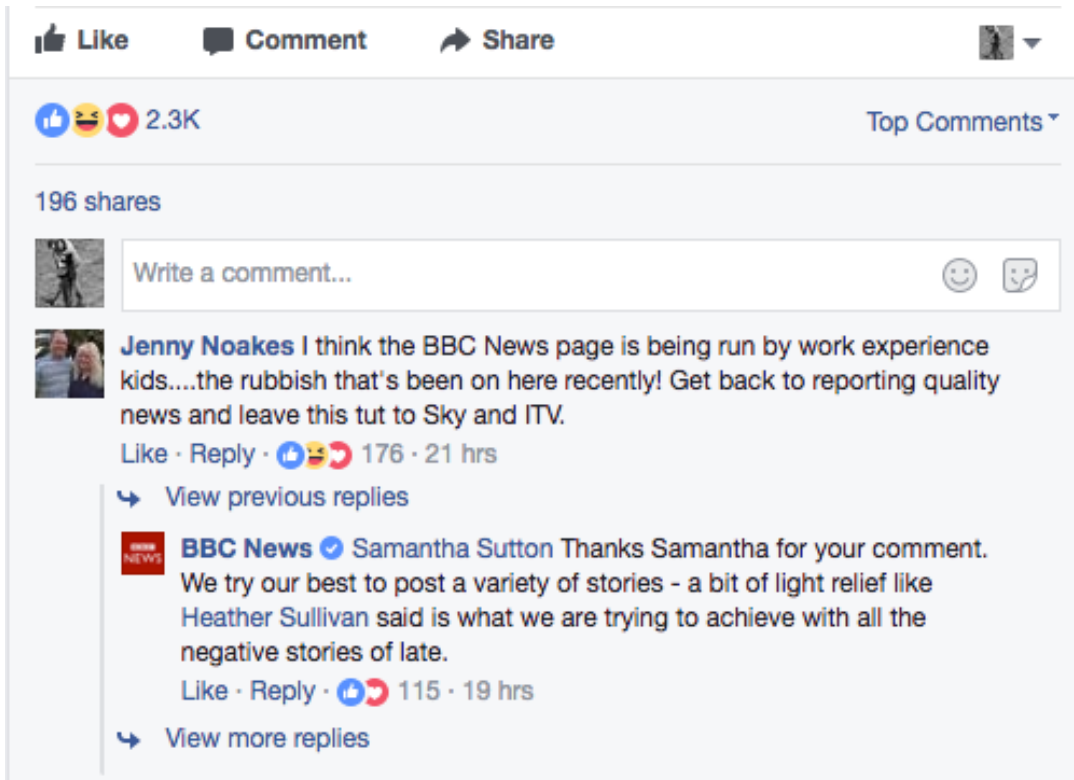 Like Comment Share
2.3K Top Comments
196 shares
Write a comment...
Jenny Noakes I think the BBC News page is being run by work experience
kids....the rubbish that's been on here recently! Get back to reporting quality
news and leave this tut to Sky and ITV.
Like · Reply · 176 · 21 hrs
View previous replies
BBC NEWS
BBC News Samantha Sutton Thanks Samantha for your comment.
We try our best to post a variety of stories - a bit of light relief like
Heather Sullivan said is what we are trying to achieve with all the
negative stories of late.
Like · Reply · 115 · 19 hrs
View more replies